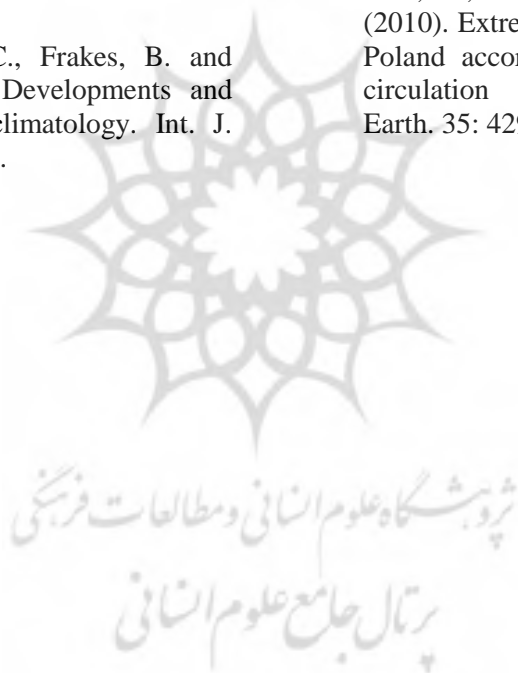 C., Frakes, B. and
Developments and
climatology. Int. J.
.
(2010). Extre
Poland accor
circulation
Earth. 35: 429
پژوهشگاه علوم انسانی و مطالعات فرهنگی
پرتال جامع علوم انسانی